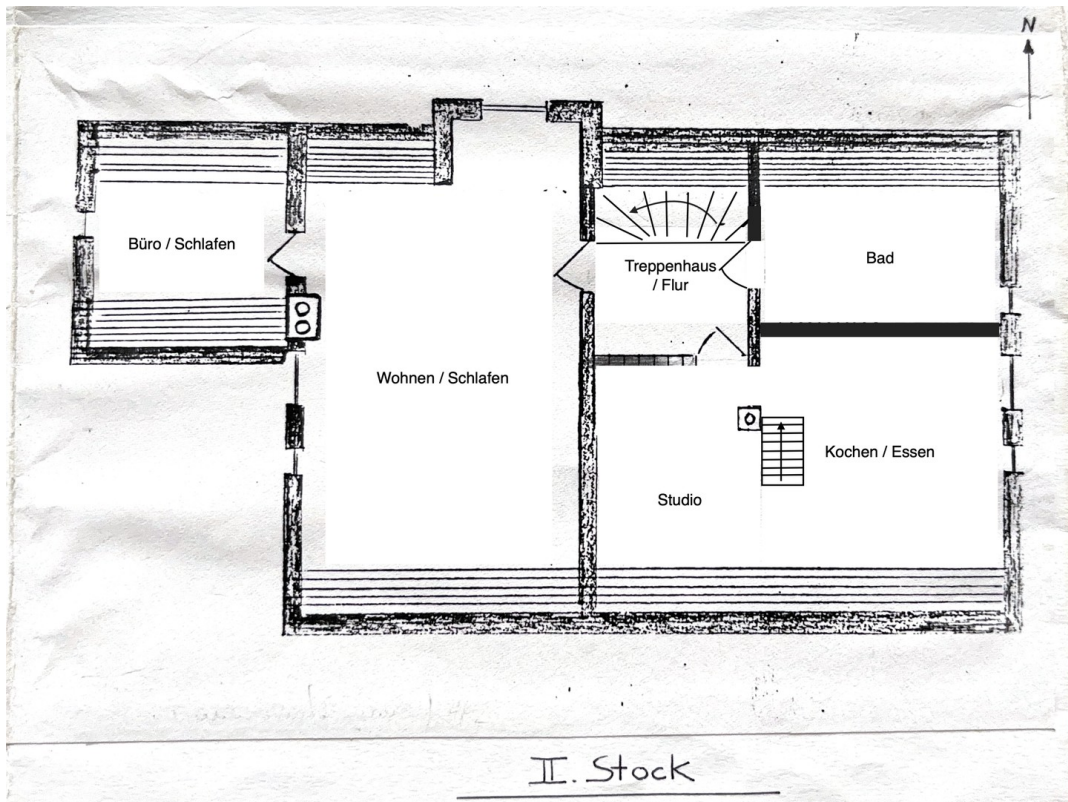 N
Büro / Schlafen
Treppenhaus
/ Flur
Bad
Wohnen / Schlafen
Kochen / Essen
Studio
II. Stock